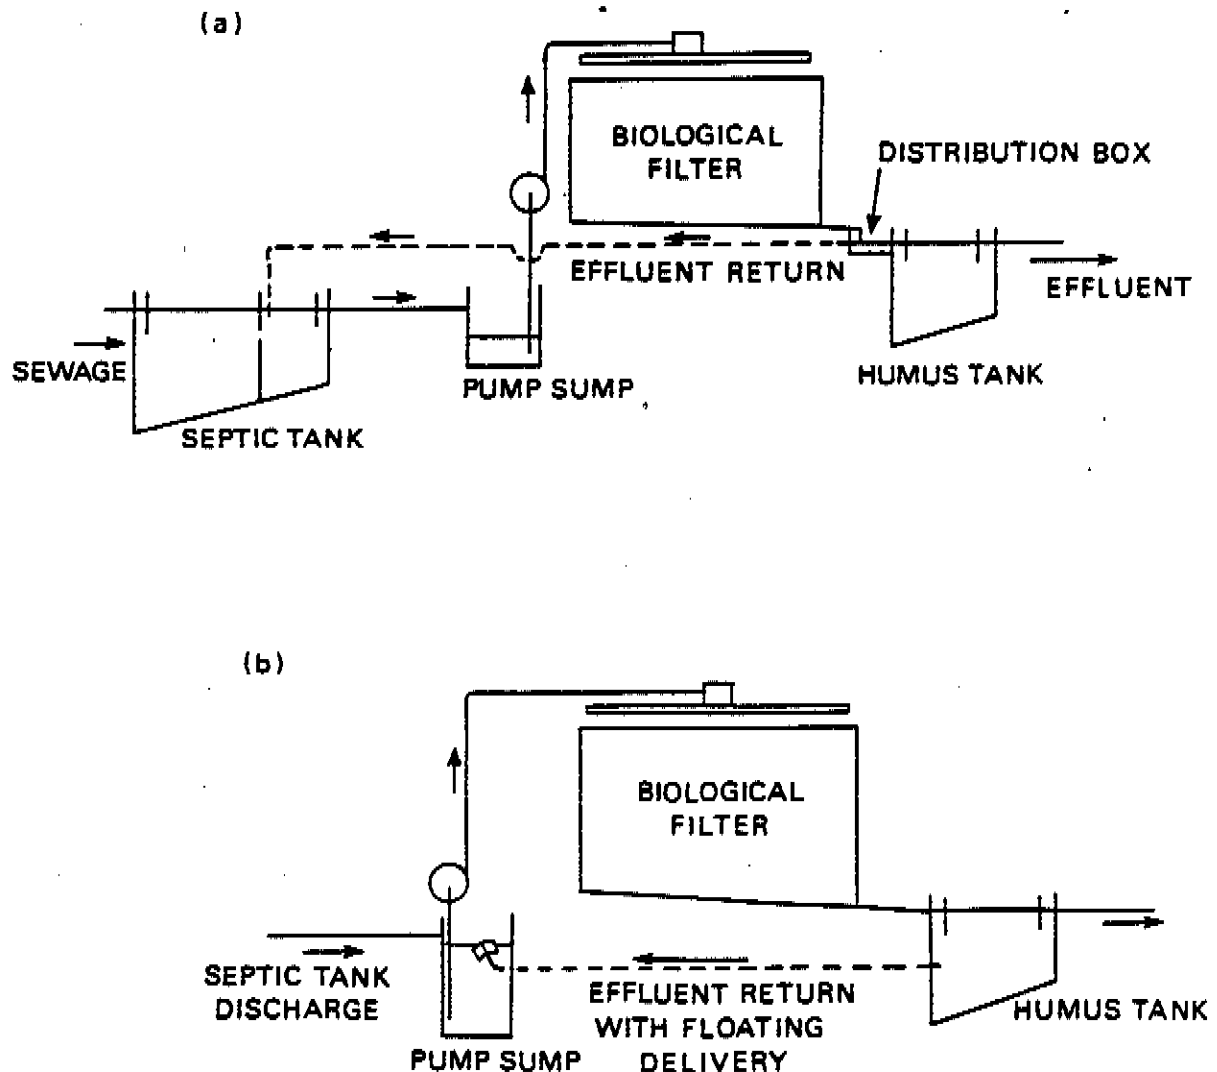 (a)
BIOLOGICAL
FILTER
DISTRIBUTION BOX
EFFLUENT RETURN
EFFLUENT
SEWAGE
PUMP SUMP
HUMUS TANK
SEPTIC TANK
(b)
BIOLOGICAL
FILTER
SEPTIC TANK
DISCHARGE
EFFLUENT RETURN
WITH FLOATING
DELIVERY
HUMUS TANK
PUMP SUMP